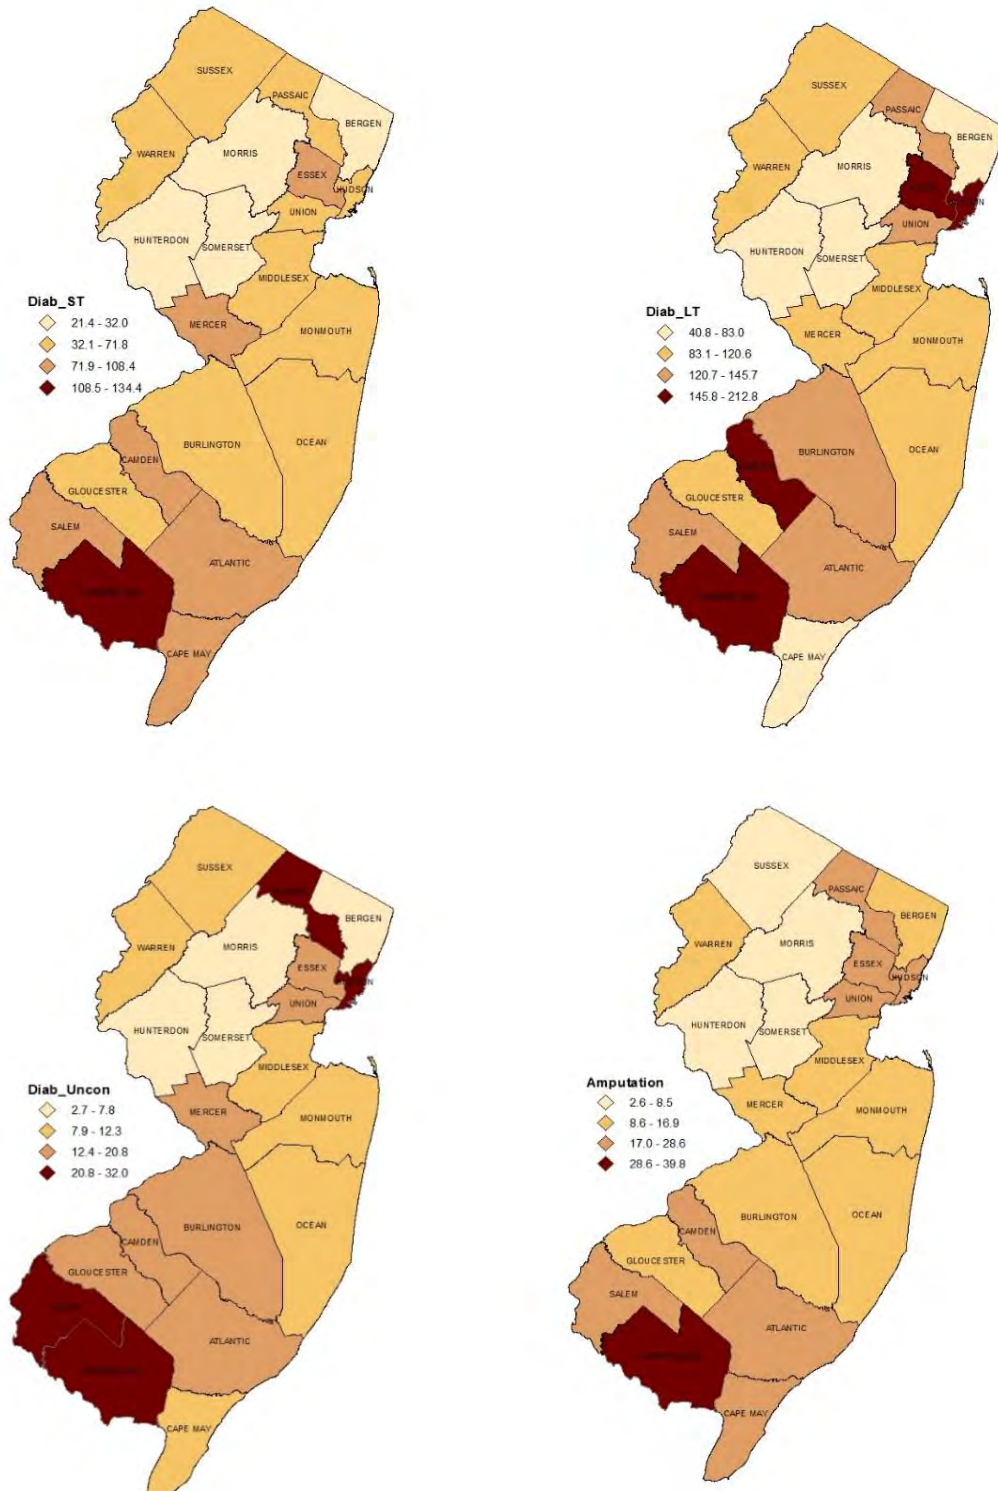 SUSSEX
PASSAIC
BERGEN
WARREN
MORRIS
ESSEX
HUDSON
UNION
HUNTERDON
SOMERSET
MIDDLESEX
Diab_ST
21.4 - 32.0
32.1 - 71.8
71.9 - 108.4
108.5 - 134.4
MERCER
MONMOUTH
BURLINGTON
OCEAN
CAMDEN
GLOUCESTER
SALEM
ATLANTIC
CAPE MAY
SUSSEX
PASSAIC
BERGEN
WARREN
MORRIS
UNION
HUNTERDON
SOMERSET
MIDDLESEX
Diab_LT
40.8 - 83.0
83.1 - 120.6
120.7 - 145.7
145.8 - 212.8
MERCER
MONMOUTH
OCEAN
BURLINGTON
GLOUCESTER
SALEM
ATLANTIC
CAPE MAY
SUSSEX
BERGEN
WARREN
MORRIS
ESSEX
UNION
HUNTERDON
SOMERSET
MIDDLESEX
Diab_Uncon
2.7 - 7.8
7.9 - 12.3
12.4 - 20.8
20.8 - 32.0
MERCER
MONMOUTH
BURLINGTON
OCEAN
CAMDEN
GLOUCESTER
ATLANTIC
CAPE MAY
SUSSEX
PASSAIC
BERGEN
WARREN
MORRIS
ESSEX
HUDSON
UNION
HUNTERDON
SOMERSET
MIDDLESEX
Amputation
2.6 - 8.5
8.6 - 16.9
17.0 - 28.6
28.6 - 39.8
MERCER
MONMOUTH
BURLINGTON
OCEAN
CAMDEN
GLOUCESTER
SALEM
ATLANTIC
CAPE MAY